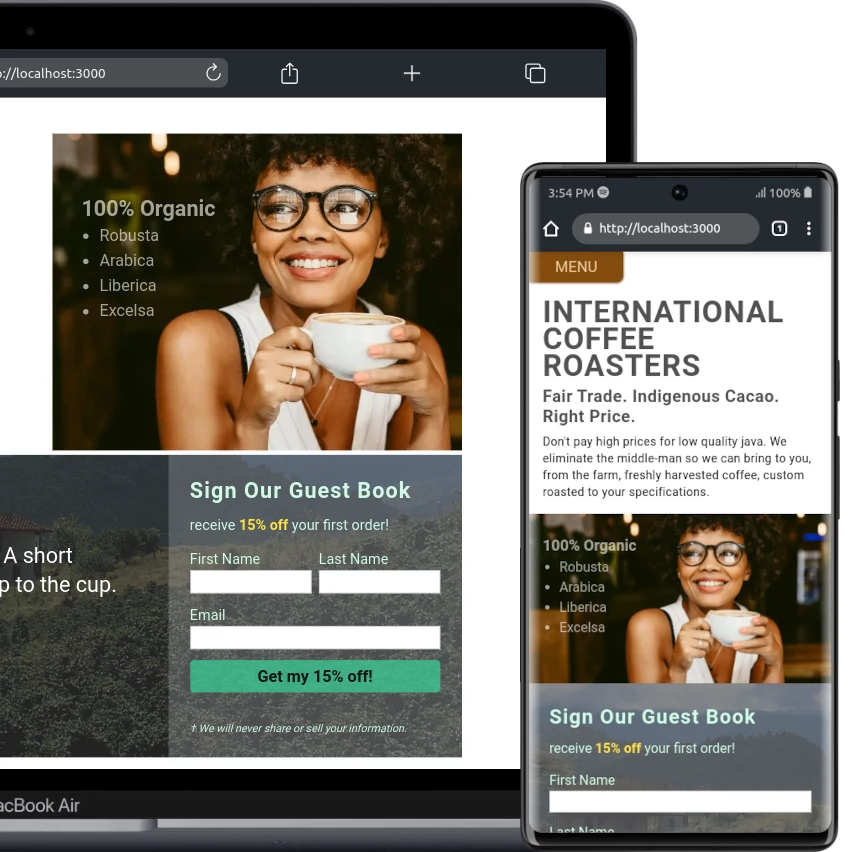 p://localhost:3000
100% Organic
• Robusta
• Arabica
• Liberica
• Excelsa
A short
p to the cup.
Sign Our Guest Book
receive 15% off your first order!
First Name Last Name
Email
Get my 15% off!
† We will never share or sell your information.
acBook Air
3:54 PM 100%
http://localhost:3000 1
MENU
INTERNATIONAL
COFFEE
ROASTERS
Fair Trade. Indigenous Cacao.
Right Price.
Don't pay high prices for low quality java. We
eliminate the middle-man so we can bring to you,
from the farm, freshly harvested coffee, custom
roasted to your specifications.
100% Organic
• Robusta
• Arabica
• Liberica
• Excelsa
Sign Our Guest Book
receive 15% off your first order!
First Name
Last Name